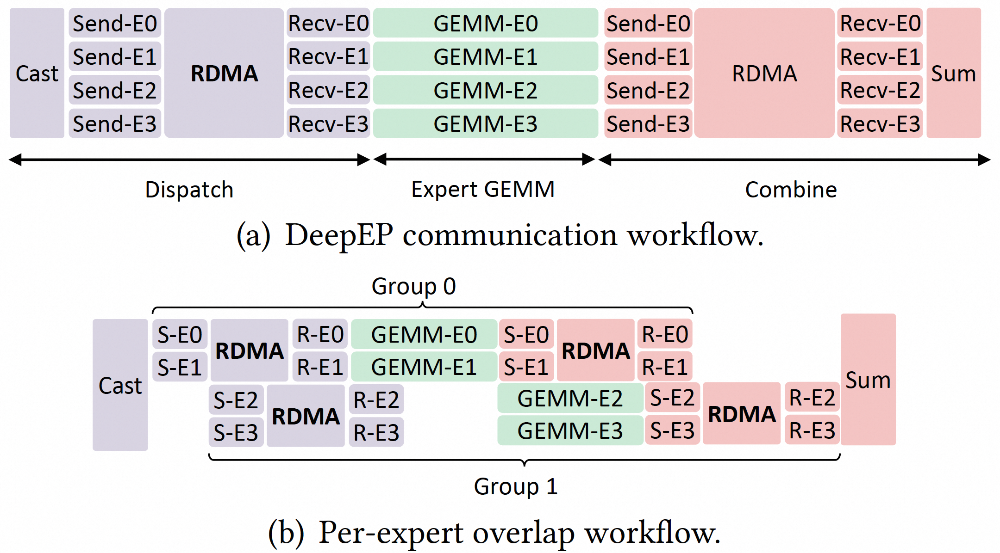 Cast Send-E0 RDMA Recv-E0 GEMM-E0 Send-E0 RDMA Recv-E0 Sum
Send-E1 Recv-E1 GEMM-E1 Send-E1 Recv-E1
Send-E2 Recv-E2 GEMM-E2 Send-E2 Recv-E2
Send-E3 Recv-E3 GEMM-E3 Send-E3 Recv-E3
Dispatch Expert GEMM Combine
(a) DeepEP communication workflow.
Group 0
Cast S-E0 RDMA R-E0 GEMM-E0 S-E0 RDMA R-E0 Sum
S-E1 R-E1 GEMM-E1 S-E1 R-E1
S-E2 RDMA R-E2 GEMM-E2 S-E2 RDMA R-E2
S-E3 R-E3 GEMM-E3 S-E3 R-E3
Group 1
(b) Per-expert overlap workflow.